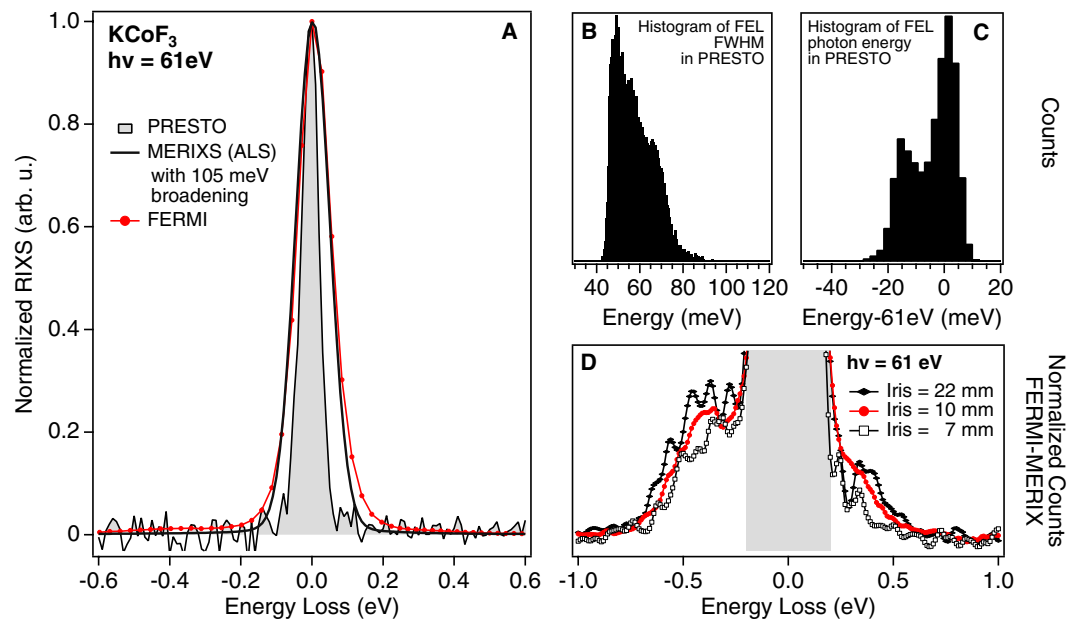 A
KCoF3
hν = 61eV
PRESTO
MERIXS (ALS)
with 105 meV
broadening
FERMI
Normalized RIXS (arb. u.)
1.0
0.8
0.6
0.4
0.2
0
-0.6
-0.4
-0.2
0.0
0.2
0.4
0.6
Energy Loss (eV)
B
Histogram of FEL
FWHM
in PRESTO
40
60
80
100
120
Energy (meV)
Histogram of FEL
photon energy
in PRESTO
C
-40
-20
0
20
Energy-61eV (meV)
Counts
D
hν = 61 eV
Iris = 22 mm
Iris = 10 mm
Iris = 7 mm
-1.0
-0.5
0.0
0.5
1.0
Energy Loss (eV)
Normalized Counts
FERMI-MERIX